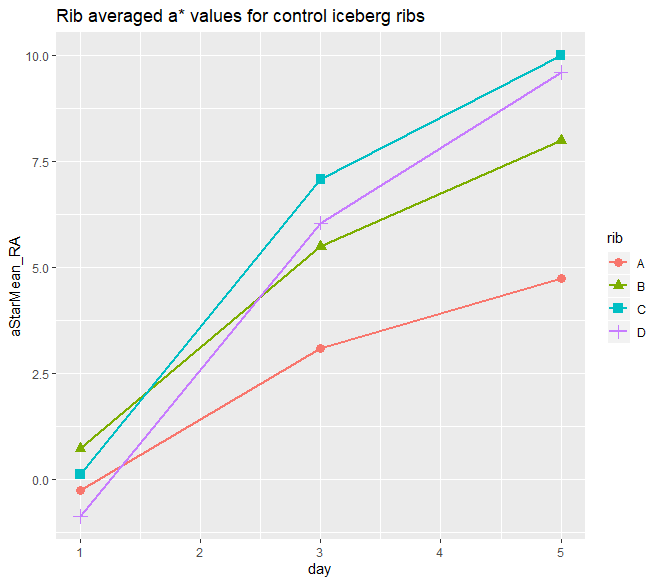 Rib averaged a* values for control iceberg ribs
aStarMean_RA
10.0
7.5
5.0
2.5
0.0
1 2 3 4 5
day
rib
A
B
C
D